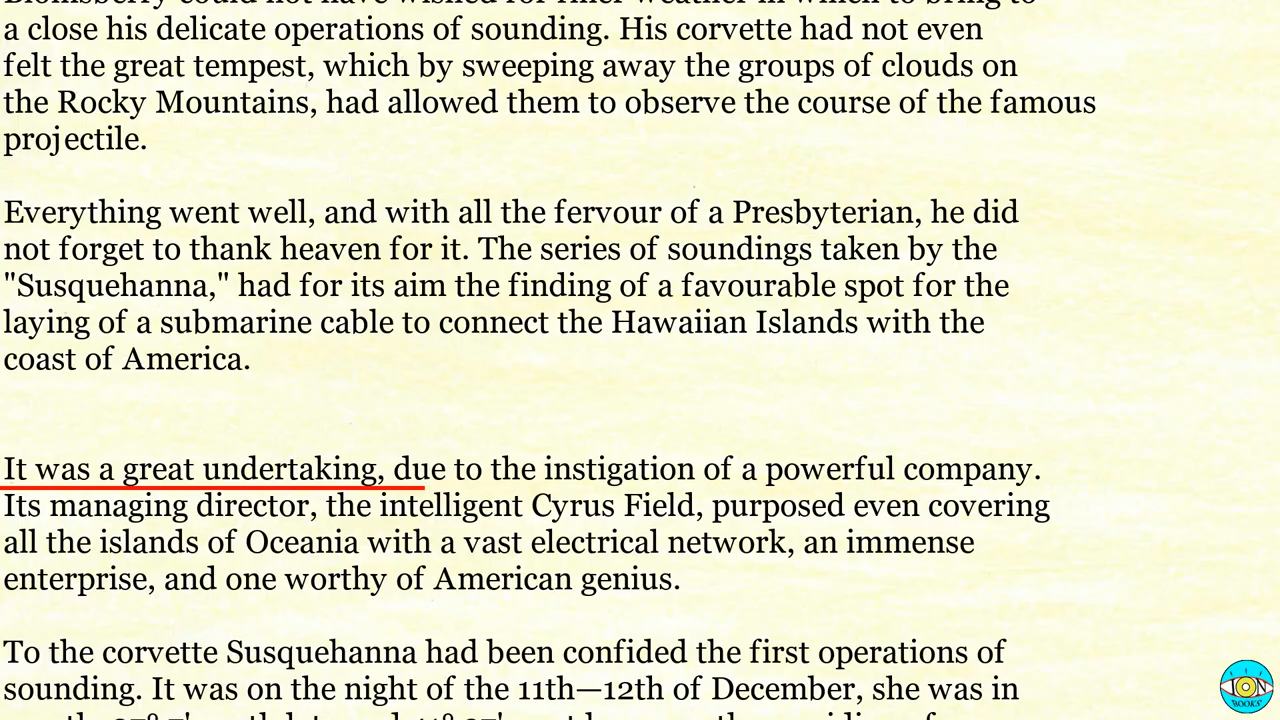 a close his delicate operations of sounding. His corvette had not even
felt the great tempest, which by sweeping away the groups of clouds on
the Rocky Mountains, had allowed them to observe the course of the famous
projectile.
Everything went well, and with all the fervour of a Presbyterian, he did
not forget to thank heaven for it. The series of soundings taken by the
"Susquehanna," had for its aim the finding of a favourable spot for the
laying of a submarine cable to connect the Hawaiian Islands with the
coast of America.
It was a great undertaking, due to the instigation of a powerful company.
Its managing director, the intelligent Cyrus Field, purposed even covering
all the islands of Oceania with a vast electrical network, an immense
enterprise, and one worthy of American genius.
To the corvette Susquehanna had been confided the first operations of
sounding. It was on the night of the 11th—12th of December, she was in
ION
BOOKS